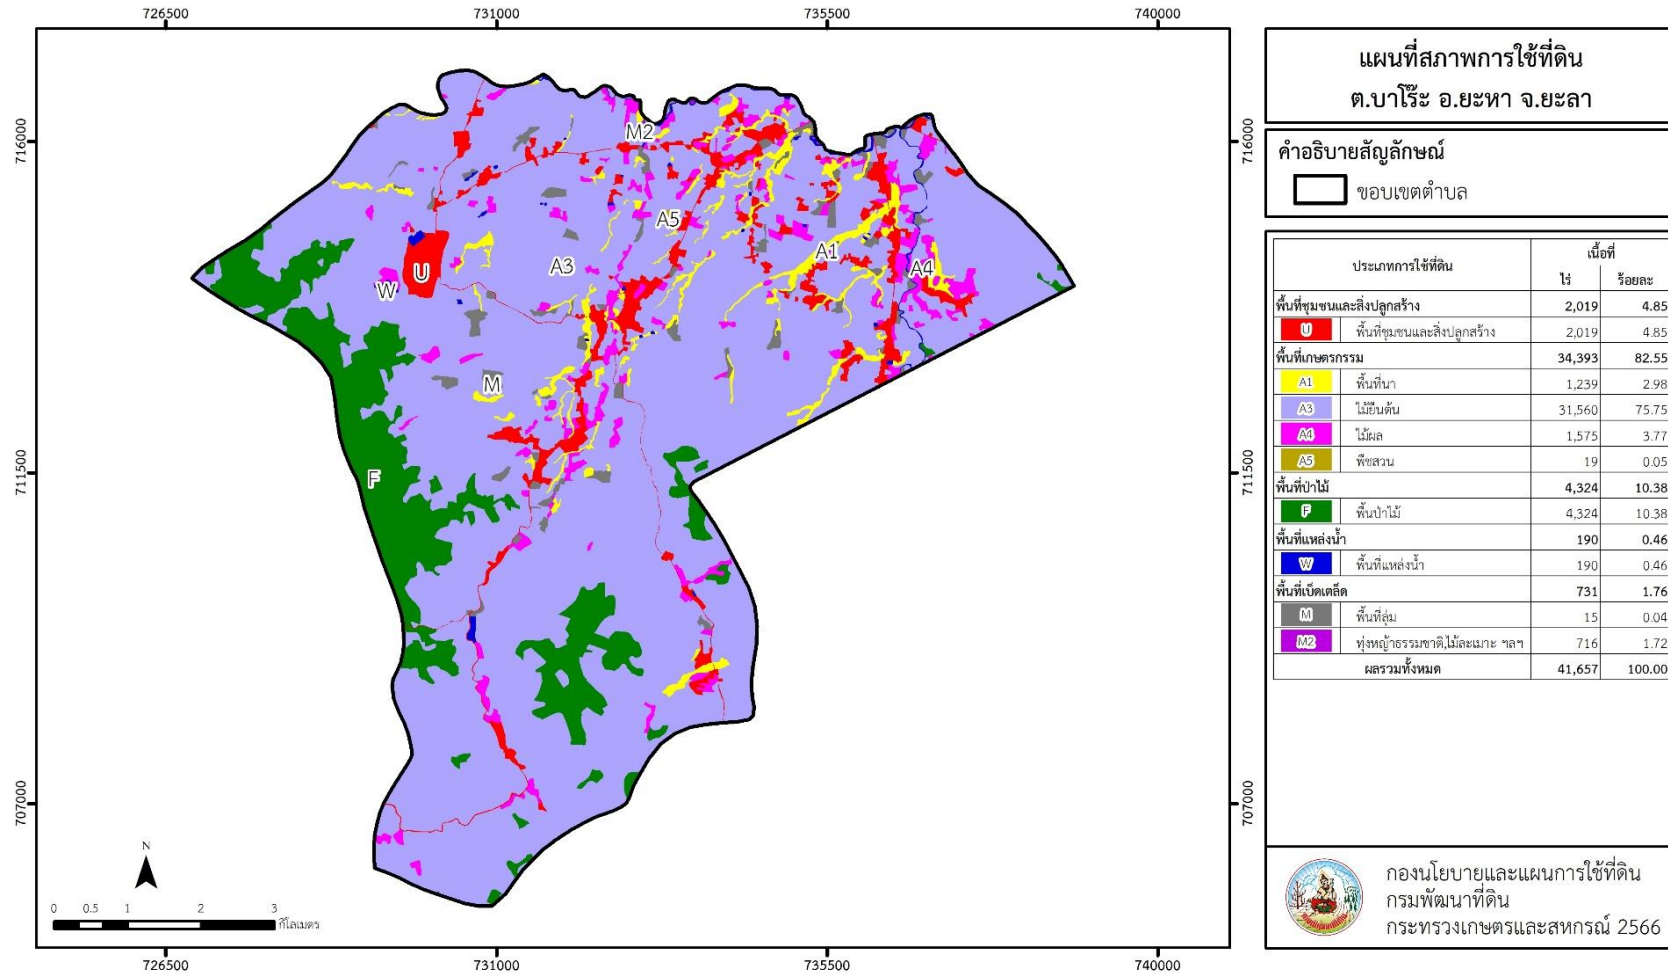 726500
731000
735500
740000
716000
711500
707000
716000
711500
707000
M2
A5
A1
A4
A3
U
W
M
F
N
0 0.5 1 2 3
กิโลเมตร
726500
731000
735500
740000
แผนที่สภาพการใช้ที่ดิน
ต.บาโร๊ะ อ.ยะหา จ.ยะลา
คำอธิบายสัญลักษณ์
ขอบเขตตำบล
ประเภทการใช้ที่ดิน เนื้อที่
ไร่ ร้อยละ
พื้นที่ชุมชนและสิ่งปลูกสร้าง 2,019 4.85
U พื้นที่ชุมชนและสิ่งปลูกสร้าง 2,019 4.85
พื้นที่เกษตรกรรม 34,393 82.55
A1 พื้นที่นา 1,239 2.98
A3 ไม้ยืนต้น 31,560 75.75
A4 ไม้ผล 1,575 3.77
A5 พืชสวน 19 0.05
พื้นที่ป่าไม้ 4,324 10.38
F พื้นป่าไม้ 4,324 10.38
พื้นที่แหล่งน้ำ 190 0.46
W พื้นที่แหล่งน้ำ 190 0.46
พื้นที่เบ็ดเตล็ด 731 1.76
M พื้นที่ลุ่ม 15 0.04
M2 ทุ่งหญ้าธรรมชาติ,ไม้ละเมาะ ฯลฯ 716 1.72
ผลรวมทั้งหมด 41,657 100.00
กองนโยบายและแผนการใช้ที่ดิน
กรมพัฒนาที่ดิน
กระทรวงเกษตรและสหกรณ์ 2566